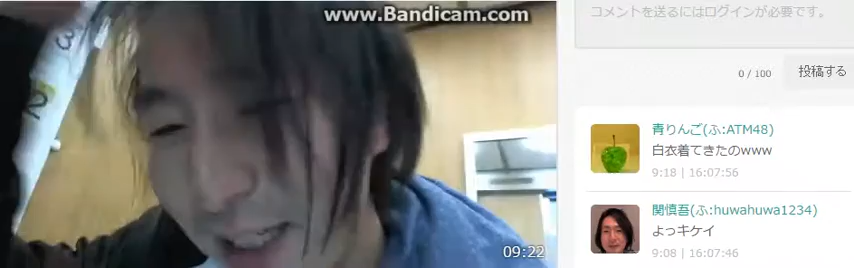 www.Bandicam.com
3
2
09:22
コメントを送るにはログインが必要です。
0 / 100
投稿する
青りんご(ふ:ATM48)
白衣着てきたのwww
9:18 | 16:07:56
関慎吾(ふ:huwahuwa1234)
よっキケイ
9:08 | 16:07:46